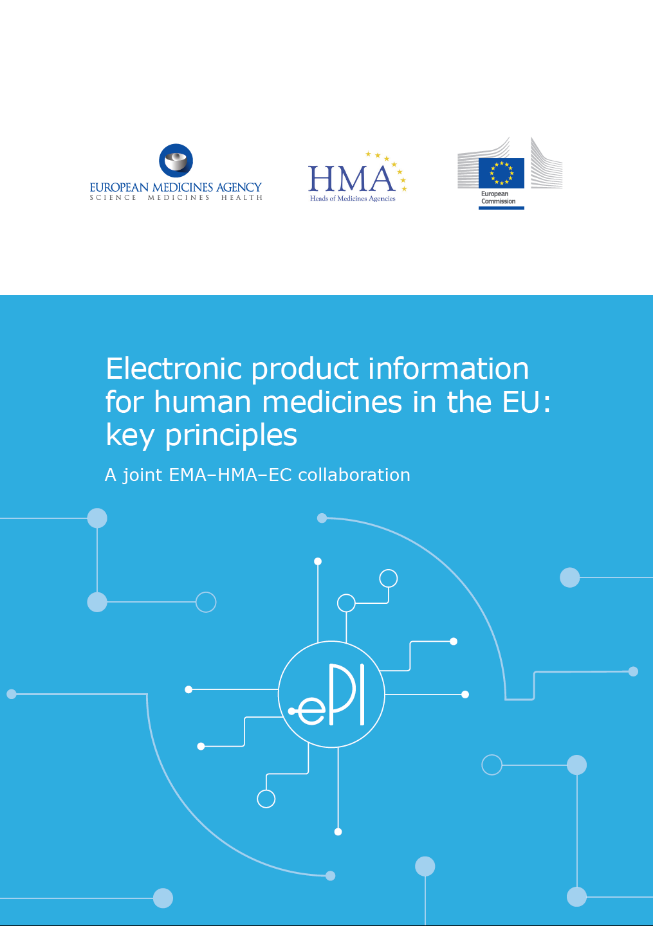 EUROPEAN MEDICINES AGENCY
SCIENCE MEDICINES HEALTH
HMA
Heads of Medicines Agencies
European
Commission
Electronic product information
for human medicines in the EU:
key principles
A joint EMA–HMA–EC collaboration
ePI